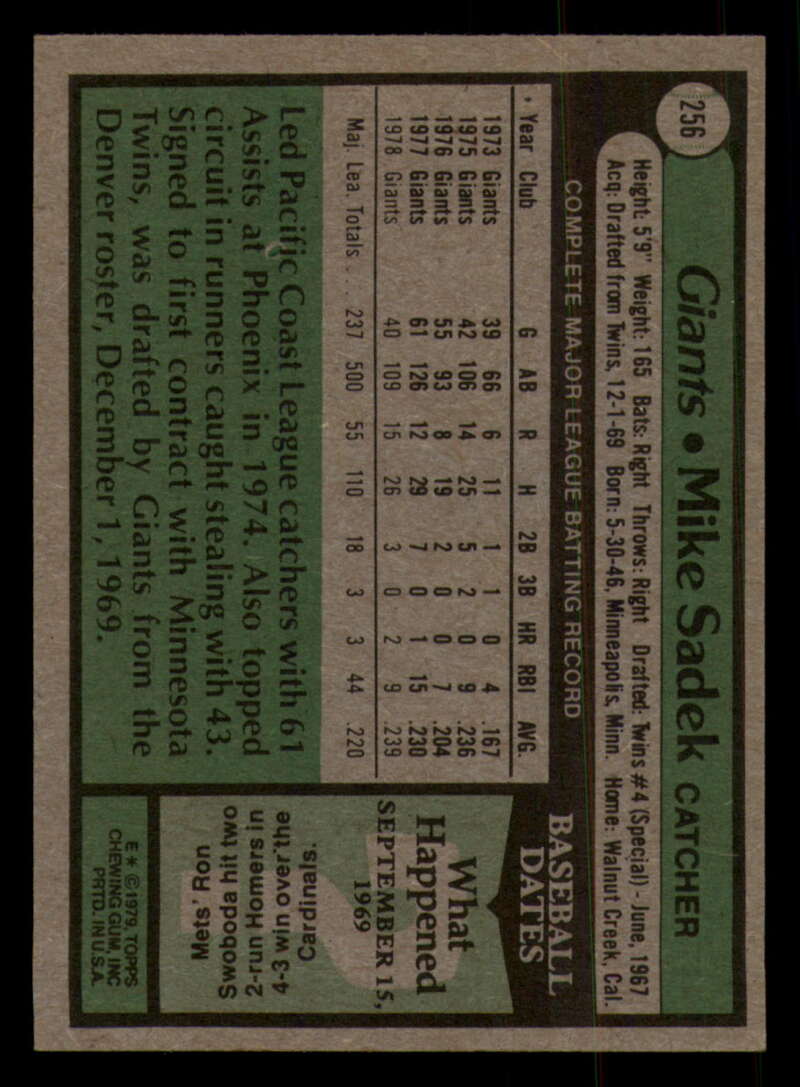 256
Giants • Mike Sadek CATCHER
Height: 5'9" Weight: 165 Bats: Right Throws: Right Drafted: Twins #4 (Special) - June, 1967
Acq: Drafted from Twins, 12-1-69 Born: 5-30-46, Minneapolis, Minn. Home: Walnut Creek, Cal.
COMPLETE MAJOR LEAGUE BATTING RECORD
Year Club G AB R H 2B 3B HR RBI AVG.
1973 Giants 39 66 6 11 1 1 0 4 .167
1975 Giants 42 106 14 25 5 2 0 9 .236
1976 Giants 55 93 8 19 2 0 0 7 .204
1977 Giants 61 126 12 29 7 0 1 15 .230
1978 Giants 40 109 15 26 3 0 2 9 .239
Maj. Lea. Totals . . . 237 500 55 110 18 3 3 44 .220
Led Pacific Coast League catchers with 61
Assists at Phoenix in 1974. Also topped
circuit in runners caught stealing with 43.
Signed to first contract with Minnesota
Twins, was drafted by Giants from the
Denver roster, December 1, 1969.
BASEBALL
DATES
What
Happened
SEPTEMBER 15,
1969
?
Mets' Ron
Swoboda hit two
2-run Homers in
4-3 win over the
Cardinals.
E * © 1979, TOPPS
CHEWING GUM, INC
PRTD. IN U.S.A.